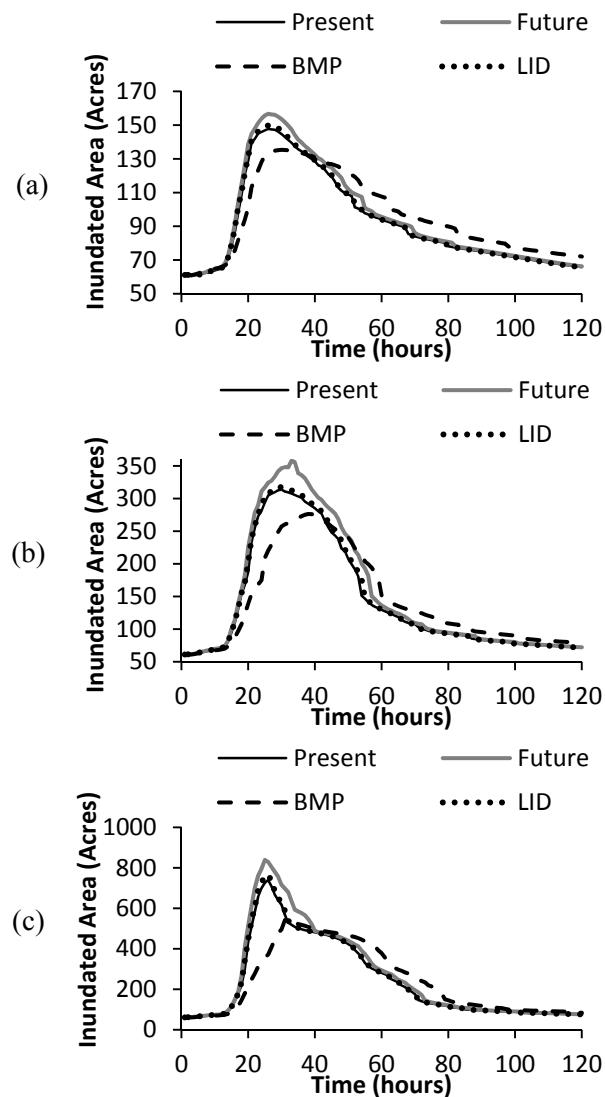 Present Future
BMP LID
(a)
Inundated Area (Acres)
170
150
130
110
90
70
50
0 20 40 60 80 100 120
Time (hours)
Present Future
BMP LID
(b)
Inundated Area (Acres)
350
300
250
200
150
100
50
0 20 40 60 80 100 120
Time (hours)
Present Future
BMP LID
(c)
Inundated Area (Acres)
1000
800
600
400
200
0
0 20 40 60 80 100 120
Time (hours)